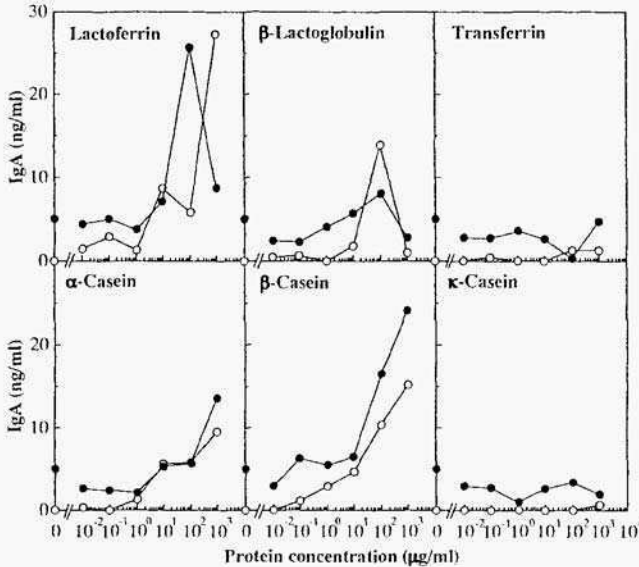 30
Lactoferrin
β-Lactoglobulin
Transferrin
20
IgA (ng/ml)
10
0
α-Casein
β-Casein
κ-Casein
20
IgA (ng/ml)
10
0
0 10⁻² 10⁻¹ 10⁰ 10¹ 10² 10³ 0 10⁻² 10⁻¹ 10⁰ 10¹ 10² 10³ 0 10⁻² 10⁻¹ 10⁰ 10¹ 10² 10³ 10
Protein concentration (μg/ml)